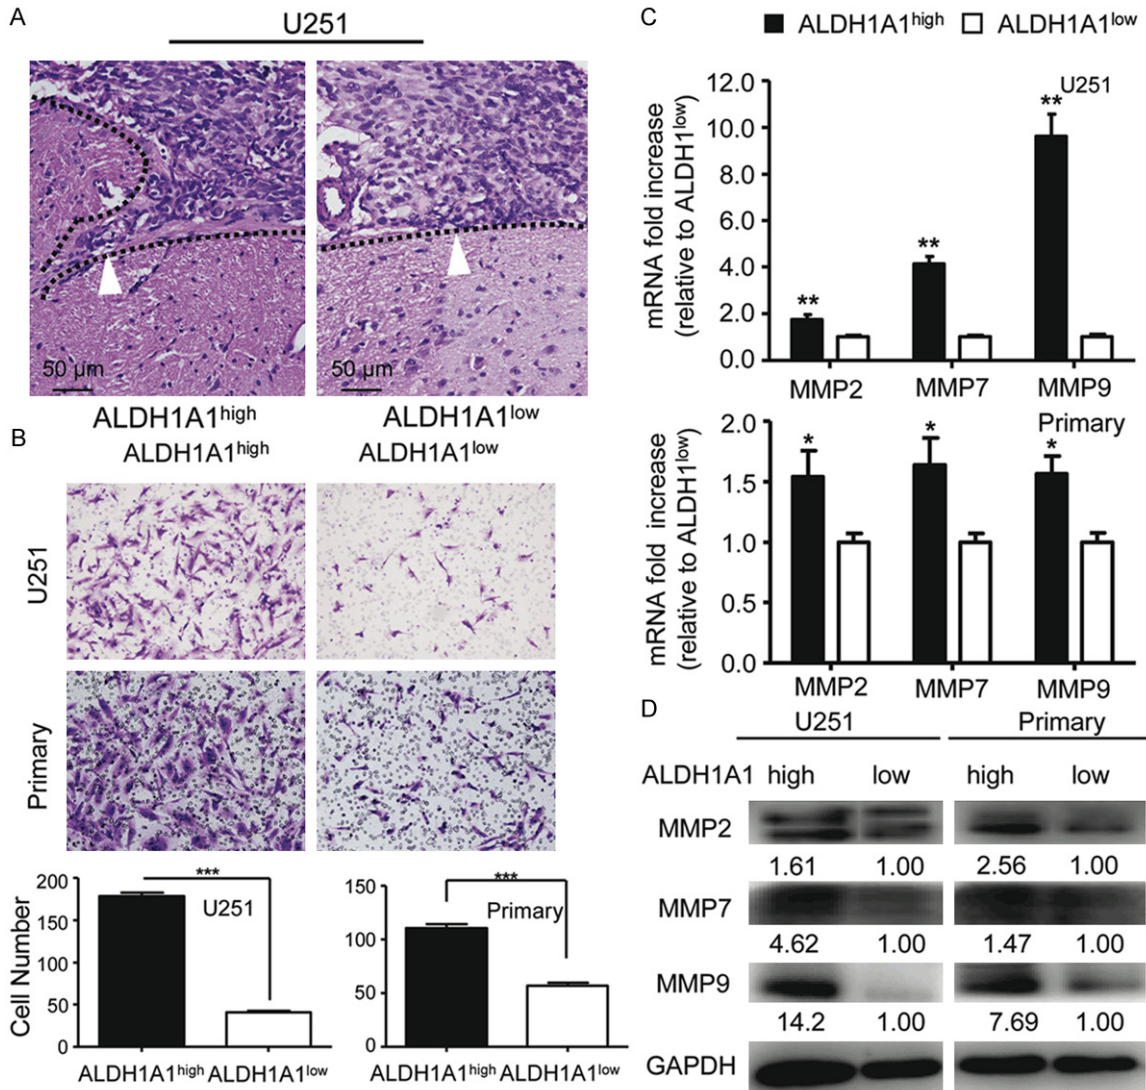 A
U251
50 µm
50 µm
ALDH1A1high
ALDH1A1low
B
ALDH1A1high
ALDH1A1low
U251
Primary
Cell Number
200
150
100
50
0
***
U251
ALDH1A1high
ALDH1A1low
150
100
50
0
***
Primary
ALDH1A1high
ALDH1A1low
C
ALDH1A1high
ALDH1A1low
mRNA fold increase
(relative to ALDH1low)
12.0
10.0
8.0
6.0
4.0
2.0
0.0
U251
**
**
**
MMP2
MMP7
MMP9
mRNA fold increase
(relative to ALDH1low)
2.0
1.5
1.0
0.5
0.0
Primary
*
*
*
MMP2
MMP7
MMP9
D
U251
Primary
ALDH1A1 high low high low
MMP2
1.61 1.00 2.56 1.00
MMP7
4.62 1.00 1.47 1.00
MMP9
14.2 1.00 7.69 1.00
GAPDH